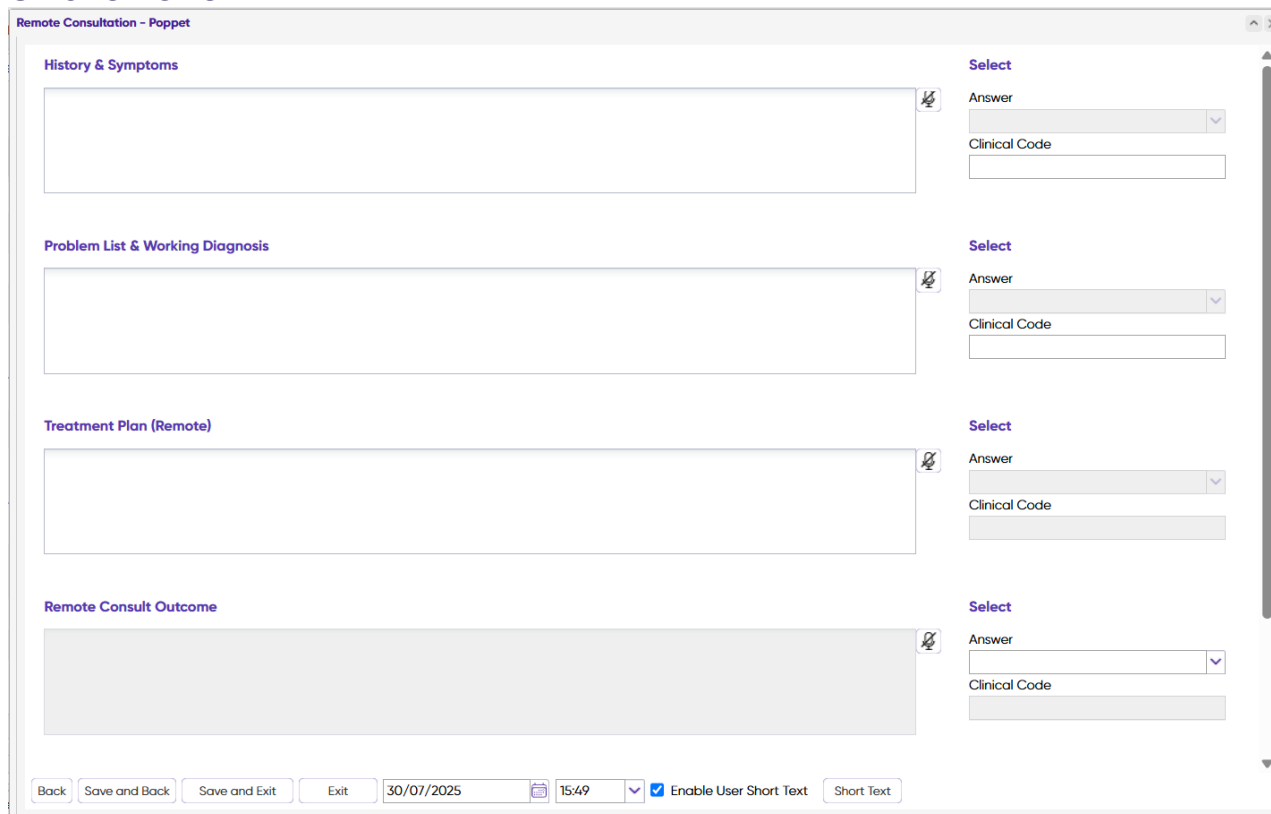 Remote Consultation - Poppet
History & Symptoms
Select
Answer
Clinical Code
Problem List & Working Diagnosis
Select
Answer
Clinical Code
Treatment Plan (Remote)
Select
Answer
Clinical Code
Remote Consult Outcome
Select
Answer
Clinical Code
Back Save and Back Save and Exit Exit 30/07/2025 15:49 Enable User Short Text Short Text